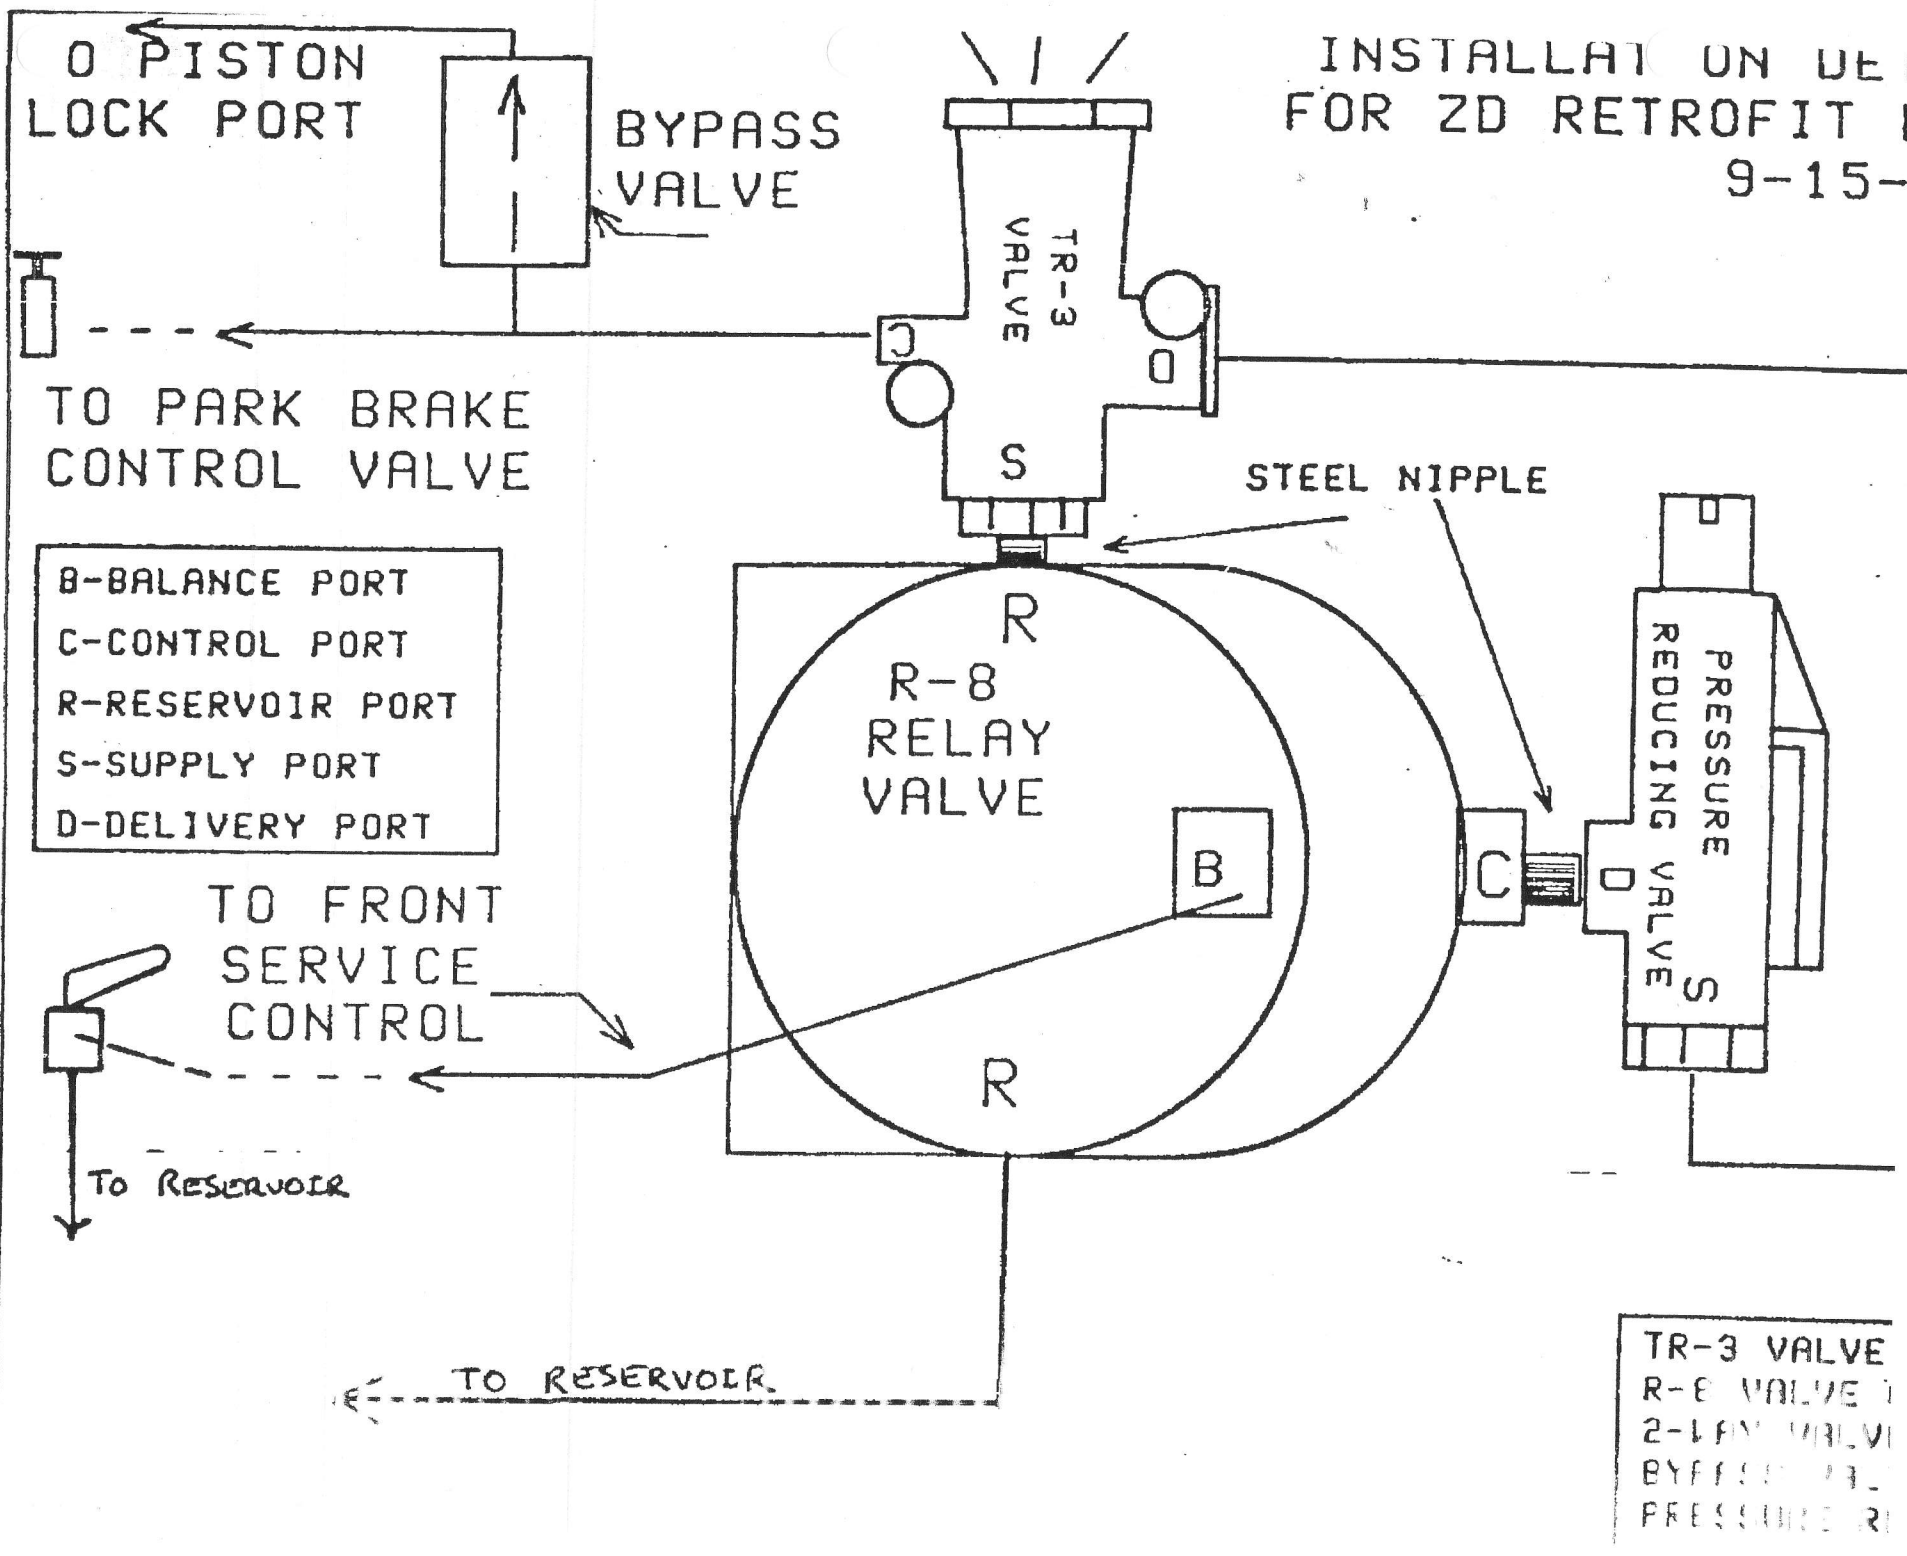 O PISTON
LOCK PORT
BYPASS
VALVE
INSTALLAT ON
FOR ZD RETROFIT
9-15-
TR-3
VALVE
C
D
S
TO PARK BRAKE
CONTROL VALVE
STEEL NIPPLE
B-BALANCE PORT
C-CONTROL PORT
R-RESERVOIR PORT
S-SUPPLY PORT
D-DELIVERY PORT
R
R-8
RELAY
VALVE
B
C
R
D
PRESSURE
REDUCING VALVE
D
S
TO FRONT
SERVICE
CONTROL
TO RESERVOIR
TO RESERVOIR
TR-3 VALVE
VALVE